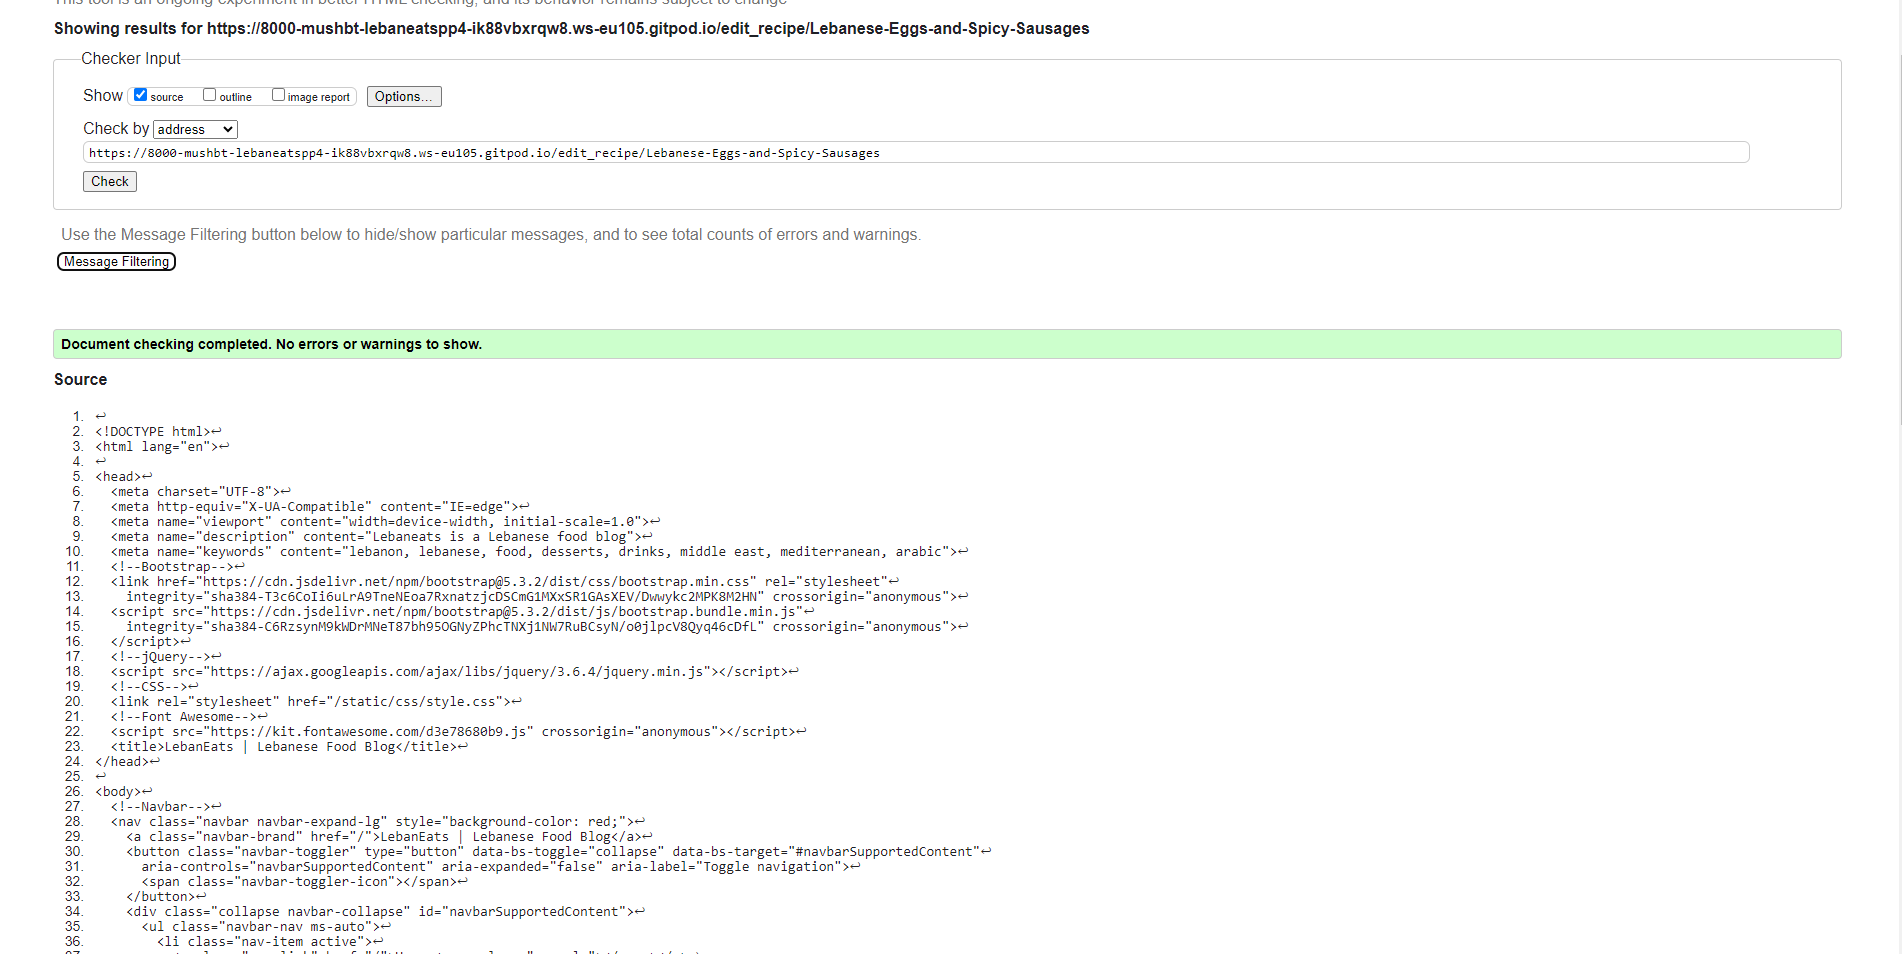 This tool is an ongoing experiment in better HTML checking, and its behavior remains subject to change
Showing results for https://8000-mushbt-lebaneatspp4-ik88vbxrqw8.ws-eu105.gitpod.io/edit_recipe/Lebanese-Eggs-and-Spicy-Sausages
Checker Input
Show source outline image report Options...
Check by address
https://8000-mushbt-lebaneatspp4-ik88vbxrqw8.ws-eu105.gitpod.io/edit_recipe/Lebanese-Eggs-and-Spicy-Sausages
Check
Use the Message Filtering button below to hide/show particular messages, and to see total counts of errors and warnings.
Message Filtering
Document checking completed. No errors or warnings to show.
Source
1. ↩
2. <!DOCTYPE html>↩
3. <html lang="en">↩
4. ↩
5. <head>↩
6. <meta charset="UTF-8">↩
7. <meta http-equiv="X-UA-Compatible" content="IE=edge">↩
8. <meta name="viewport" content="width=device-width, initial-scale=1.0">↩
9. <meta name="description" content="Lebaneats is a Lebanese food blog">↩
10. <meta name="keywords" content="lebanon, lebanese, food, desserts, drinks, middle east, mediterranean, arabic">↩
11. <!--Bootstrap-->↩
12. <link href="https://cdn.jsdelivr.net/npm/bootstrap@5.3.2/dist/css/bootstrap.min.css" rel="stylesheet"↩
13. integrity="sha384-T3c6CoIi6uLrA9TneNEoa7RxnatzjcDSCmG1MXxSR1GAsXEV/Dwwykc2MPK8M2HN" crossorigin="anonymous">↩
14. <script src="https://cdn.jsdelivr.net/npm/bootstrap@5.3.2/dist/js/bootstrap.bundle.min.js"↩
15. integrity="sha384-C6RzsynM9kWDrMNeT87bh95OGNyZPhcTNXj1NW7RuBCsyN/o0jlpcV8Qyq46cDfL" crossorigin="anonymous">↩
16. </script>↩
17. <!--jQuery-->↩
18. <script src="https://ajax.googleapis.com/ajax/libs/jquery/3.6.4/jquery.min.js"></script>↩
19. <!--CSS-->↩
20. <link rel="stylesheet" href="/static/css/style.css">↩
21. <!--Font Awesome-->↩
22. <script src="https://kit.fontawesome.com/d3e78680b9.js" crossorigin="anonymous"></script>↩
23. <title>LebanEats | Lebanese Food Blog</title>↩
24. </head>↩
25. ↩
26. <body>↩
27. <!--Navbar-->↩
28. <nav class="navbar navbar-expand-lg" style="background-color: red;">↩
29. <a class="navbar-brand" href="/">LebanEats | Lebanese Food Blog</a>↩
30. <button class="navbar-toggler" type="button" data-bs-toggle="collapse" data-bs-target="#navbarSupportedContent"↩
31. aria-controls="navbarSupportedContent" aria-expanded="false" aria-label="Toggle navigation">↩
32. <span class="navbar-toggler-icon"></span>↩
33. </button>↩
34. <div class="collapse navbar-collapse" id="navbarSupportedContent">↩
35. <ul class="navbar-nav ms-auto">↩
36. <li class="nav-item active">↩